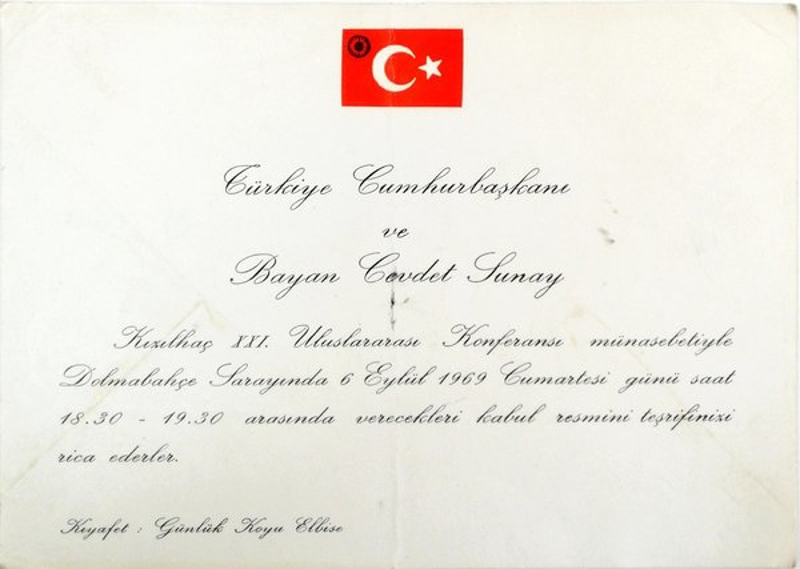 Türkiye Cumhurbaşkanı
ve
Bayan Cevdet Sunay
Kızılhaç XXI. Uluslararası Konferansı münasebetiyle
Dolmabahçe Sarayında 6 Eylül 1969 Cumartesi günü saat
18.30 - 19.30 arasında verecekleri kabul resmini teşrifinizi
rica ederler.
Kıyafet : Günlük Koyu Elbise